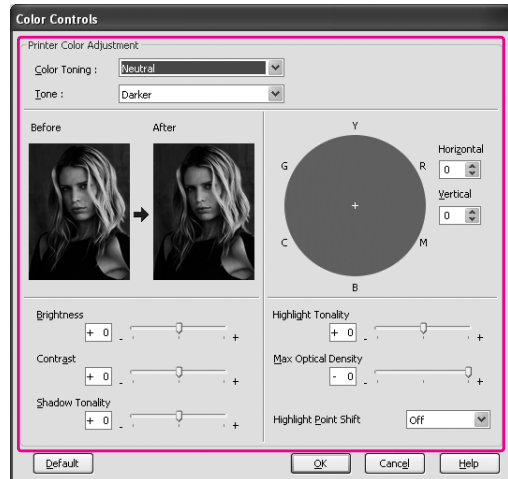 Color Controls
Printer Color Adjustment
Color Toning : Neutral
Tone : Darker
Before After
Y
G R
C M
B
Horizontal
0
Vertical
0
Brightness
+ 0 - +
Contrast
+ 0 - +
Shadow Tonality
+ 0 - +
Highlight Tonality
+ 0 - +
Max Optical Density
- 0 - +
Highlight Point Shift Off
Default OK Cancel Help